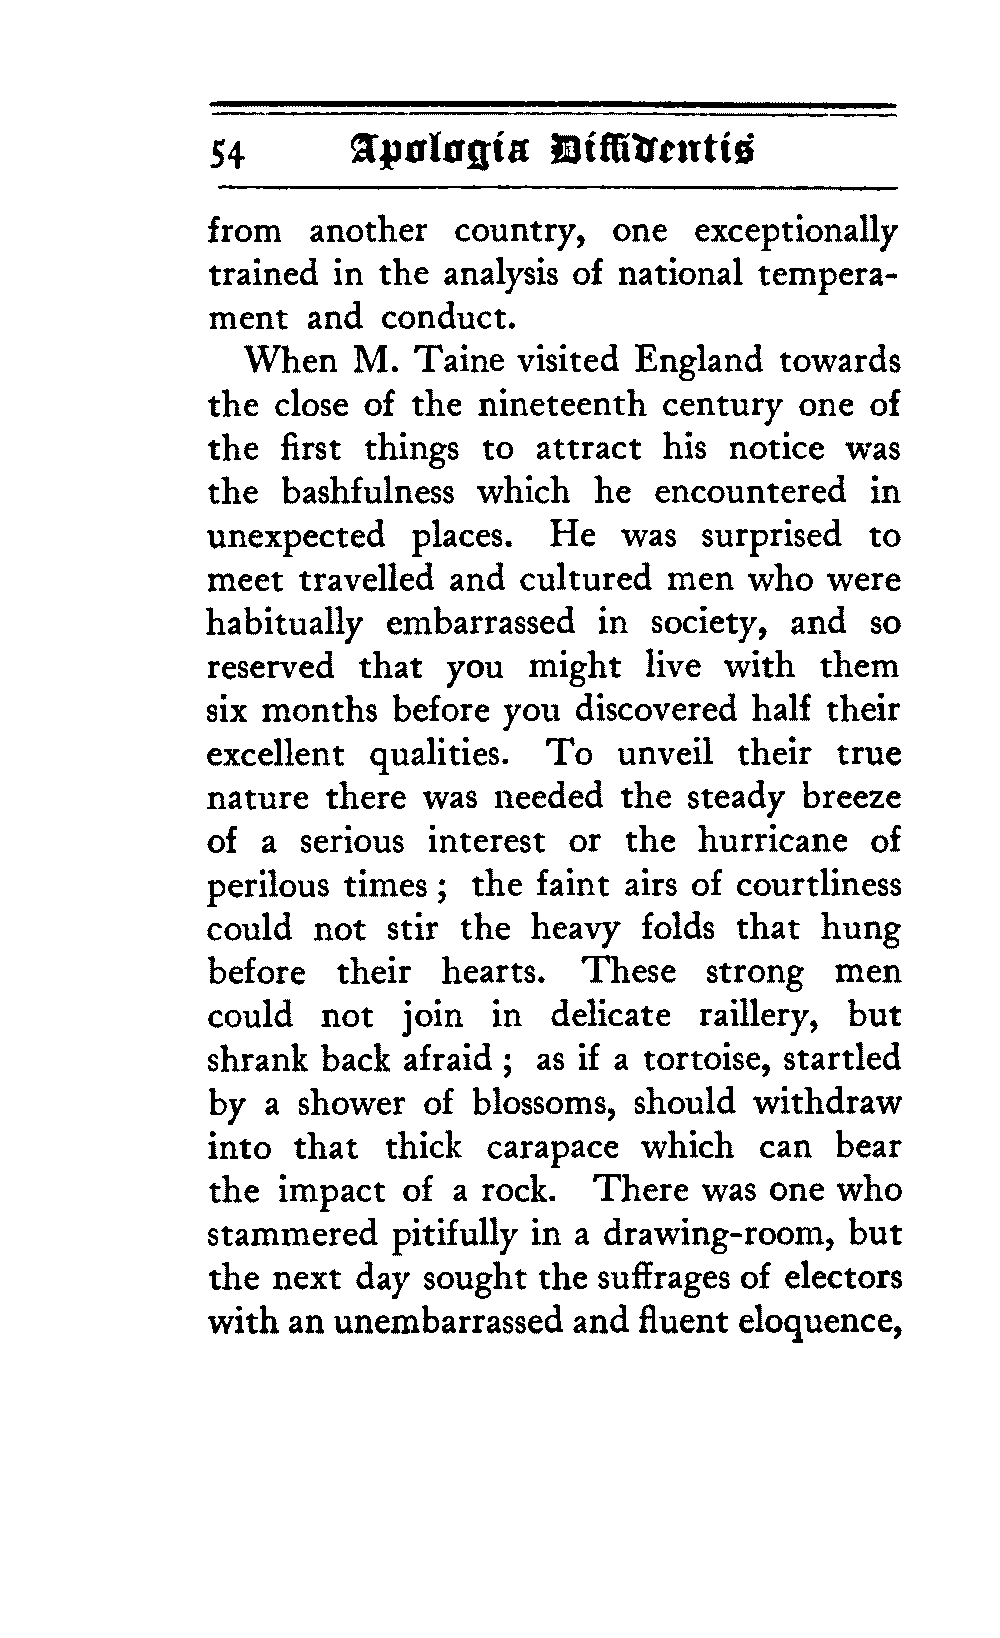 54 Apologia Diffidentis
from another country, one exceptionally
trained in the analysis of national tempera-
ment and conduct.
When M. Taine visited England towards
the close of the nineteenth century one of
the first things to attract his notice was
the bashfulness which he encountered in
unexpected places. He was surprised to
meet travelled and cultured men who were
habitually embarrassed in society, and so
reserved that you might live with them
six months before you discovered half their
excellent qualities. To unveil their true
nature there was needed the steady breeze
of a serious interest or the hurricane of
perilous times ; the faint airs of courtliness
could not stir the heavy folds that hung
before their hearts. These strong men
could not join in delicate raillery, but
shrank back afraid ; as if a tortoise, startled
by a shower of blossoms, should withdraw
into that thick carapace which can bear
the impact of a rock. There was one who
stammered pitifully in a drawing-room, but
the next day sought the suffrages of electors
with an unembarrassed and fluent eloquence,